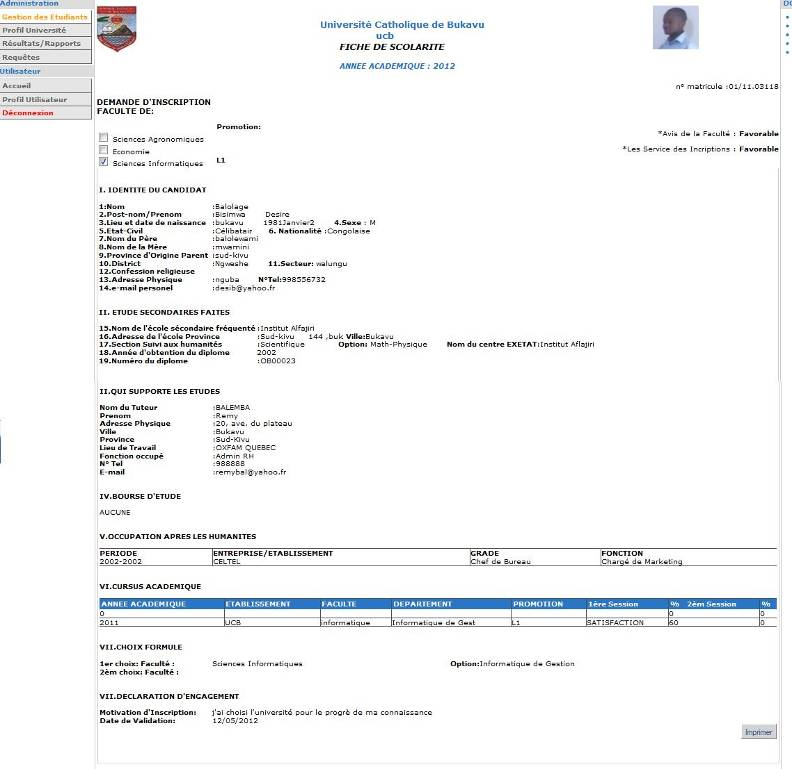 Administration
Gestion des Etudiants
Profil Université
Résultats/Rapports
Requêtes
Utilisateur
Accueil
Profil Utilisateur
Déconnexion
Université Catholique de Bukavu
ucb
FICHE DE SCOLARITE
ANNEE ACADEMIQUE : 2012
n° matricule :01/11.03118
DEMANDE D'INSCRIPTION
FACULTE DE:
Promotion:
Sciences Agronomiques
Economie
Sciences Informatiques L1
*Avis de la Faculté : Favorable
*Les Service des Incriptions : Favorable
I. IDENTITE DU CANDIDAT
1:Nom :Balolage
2.Post-nom/Prenom :Bisimwa Desire
3.Lieu et date de naissance :bukavu 1981Janvier2 4.Sexe : M
5.Etat-Civil :Célibatair 6. Nationalité :Congolaise
7.Nom du Père :balolewami
8.Nom de la Mère :mwamini
9.Province d'Origine Parent :sud-kivu
10.District :Ngweshe 11.Secteur: walungu
12.Confession religieuse
13.Adresse Physique :nguba N°Tel:998556732
14.e-mail personel :desib@yahoo.fr
II. ETUDE SECONDAIRES FAITES
15.Nom de l'école sécondaire fréquenté :Institut Alfajiri
16.Adresse de l'école Province :Sud-kivu 144 ,buk Ville:Bukavu
17.Section Suivi aux humanités :Scientifique Option: Math-Physique Nom du centre EXETAT:Institut Aflajiri
18.Année d'obtention du diplome 2002
19.Numéro du diplome :OB00023
II.QUI SUPPORTE LES ETUDES
Nom du Tuteur :BALEMBA
Prenom :Remy
Adresse Physique :20, ave. du plateau
Ville :Bukavu
Province :Sud-Kivu
Lieu de Travail :OXFAM QUEBEC
Fonction occupé :Admin RH
N° Tel :988888
E-mail :remybal@yahoo.fr
IV.BOURSE D'ETUDE
AUCUNE
V.OCCUPATION APRES LES HUMANITES
PERIODE ENTREPRISE/ETABLISSEMENT GRADE FONCTION
2002-2002 CELTEL Chef de Bureau Chargé de Marketing
VI.CURSUS ACADEMIQUE
ANNEE ACADEMIQUE ETABLISSEMENT FACULTE DEPARTEMENT PROMOTION 1ère Session % 2èm Session %
0 0 0
2011 UCB informatique Informatique de Gest L1 SATISFACTION 60 0
VII.CHOIX FORMULE
1er choix: Faculté : Sciences Informatiques Option:Informatique de Gestion
2èm choix: Faculté :
VII.DECLARATION D'ENGAGEMENT
Motivation d'Inscription: j'ai choisi l'université pour le progrè de ma connaissance
Date de Validation: 12/05/2012
Imprimer